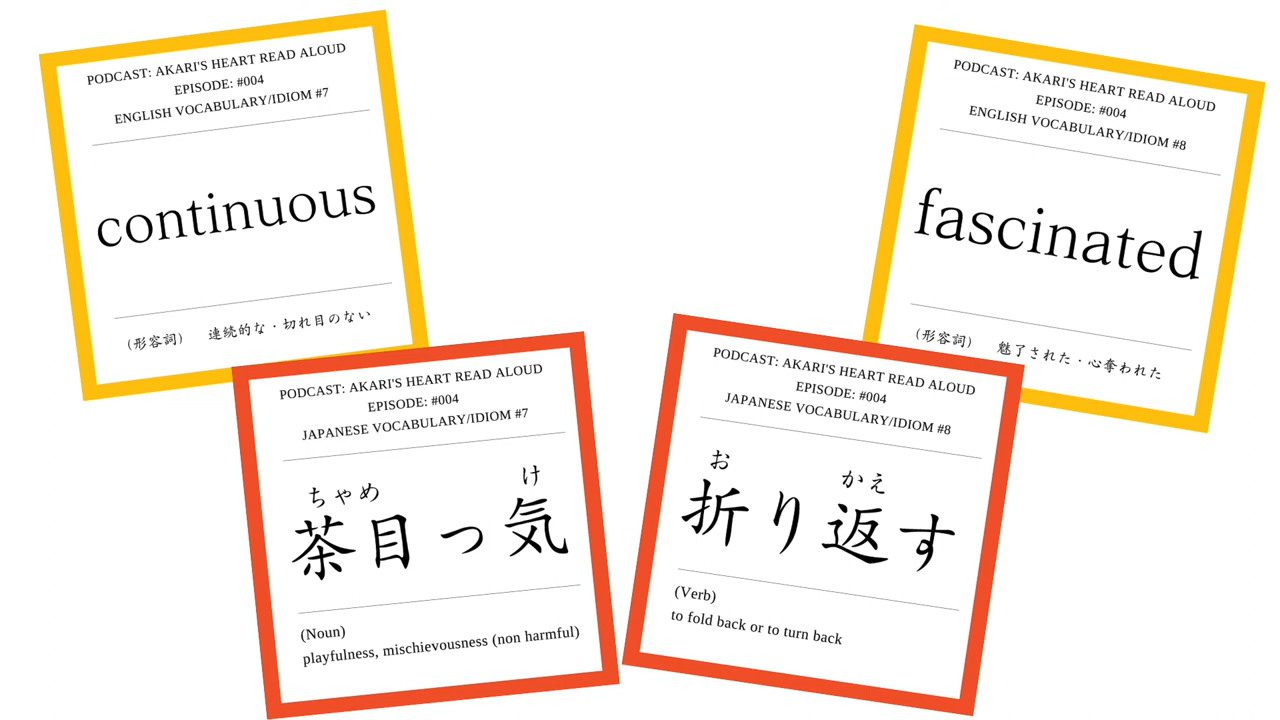 PODCAST: AKARI'S HEART READ ALOUD
EPISODE: #004
ENGLISH VOCABULARY/IDIOM #7
continuous
(形容詞) 連続的な・切れ目のない
PODCAST: AKARI'S HEART READ ALOUD
EPISODE: #004
ENGLISH VOCABULARY/IDIOM #8
fascinated
(形容詞) 魅了された・心奪われた
PODCAST: AKARI'S HEART READ ALOUD
EPISODE: #004
JAPANESE VOCABULARY/IDIOM #7
ちゃめ け
茶目っ気
(Noun)
playfulness, mischievousness (non harmful)
PODCAST: AKARI'S HEART READ ALOUD
EPISODE: #004
JAPANESE VOCABULARY/IDIOM #8
お かえ
折り返す
(Verb)
to fold back or to turn back